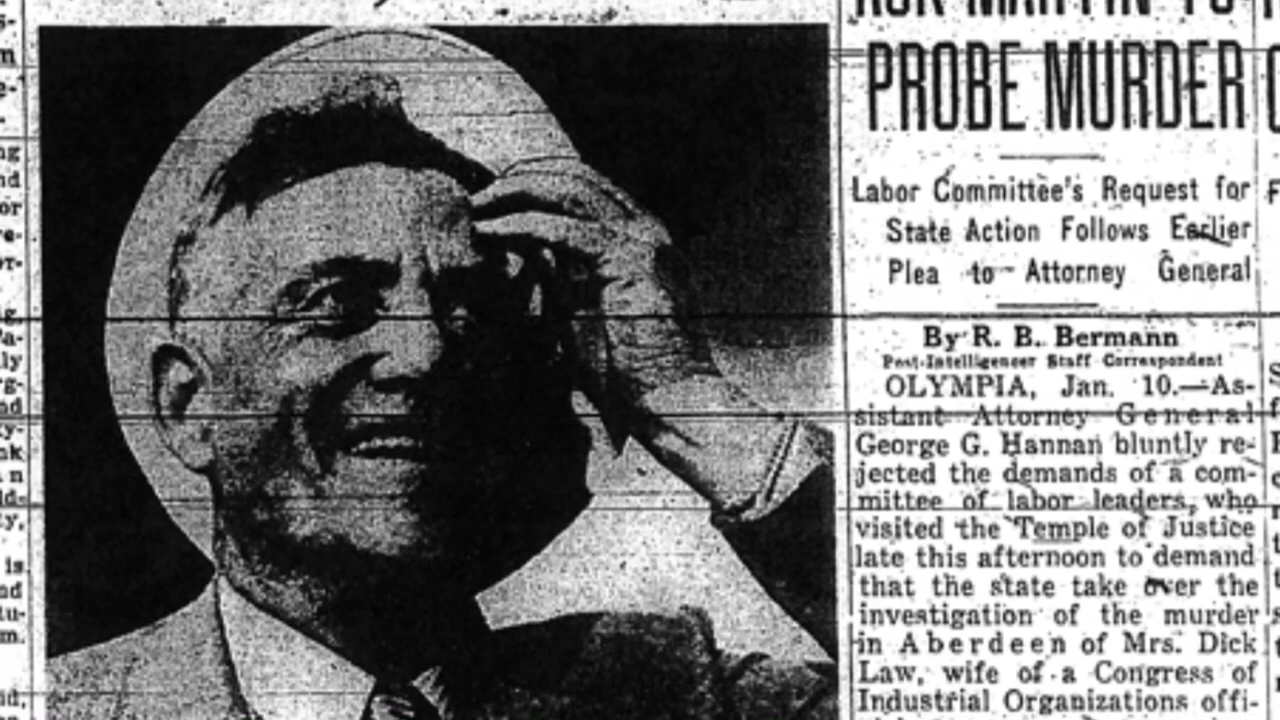 PROBE MURDER
Labor Committee's Request for
State Action Follows Earlier
Plea to Attorney General
By R. B. Bermann
Post-Intelligencer Staff Correspondent
OLYMPIA, Jan. 10.—As-
sistant Attorney General
George G. Hannan bluntly re-
jected the demands of a com-
mittee of labor leaders, who
visited the Temple of Justice
late this afternoon to demand
that the state take over the
investigation of the murder
in Aberdeen of Mrs. Dick
Law, wife of a Congress of
Industrial Organizations offi-